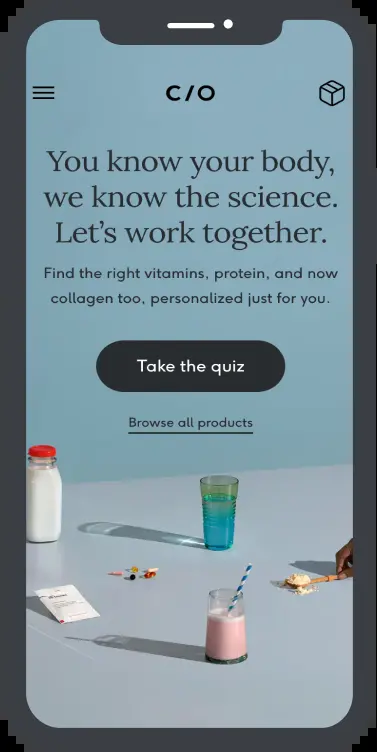 C/O
You know your body,
we know the science.
Let's work together.
Find the right vitamins, protein, and now
collagen too, personalized just for you.
Take the quiz
Browse all products